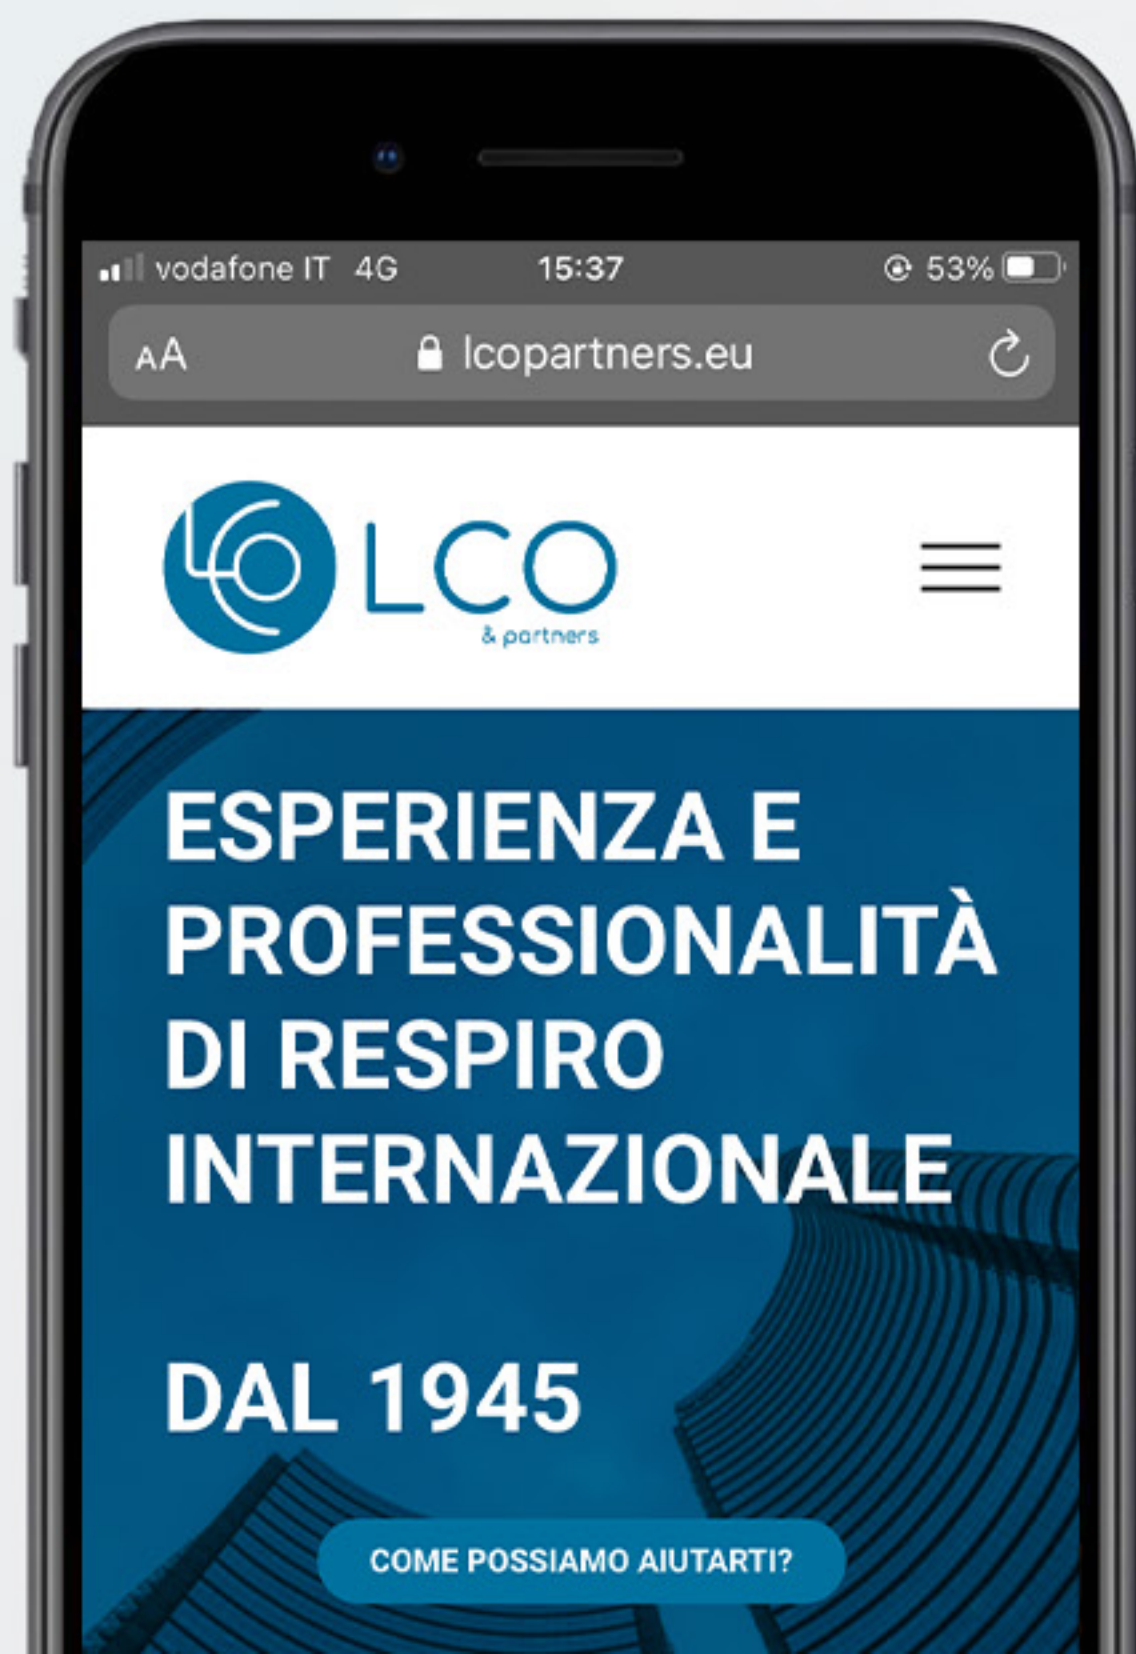 vodafone IT 4G 15:37 53%
AA lcopartners.eu
LCO
& partners
ESPERIENZA E
PROFESSIONALITÀ
DI RESPIRO
INTERNAZIONALE
DAL 1945
COME POSSIAMO AIUTARTI?